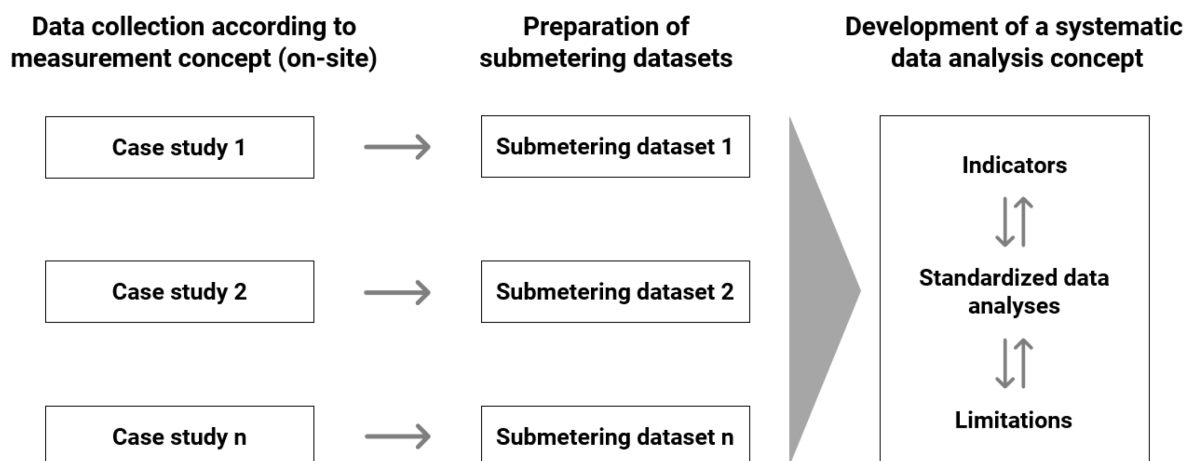 Data collection according to
measurement concept (on-site)
Preparation of
submetering datasets
Development of a systematic
data analysis concept
Case study 1
Submetering dataset 1
Case study 2
Submetering dataset 2
Case study n
Submetering dataset n
Indicators
Standardized data
analyses
Limitations